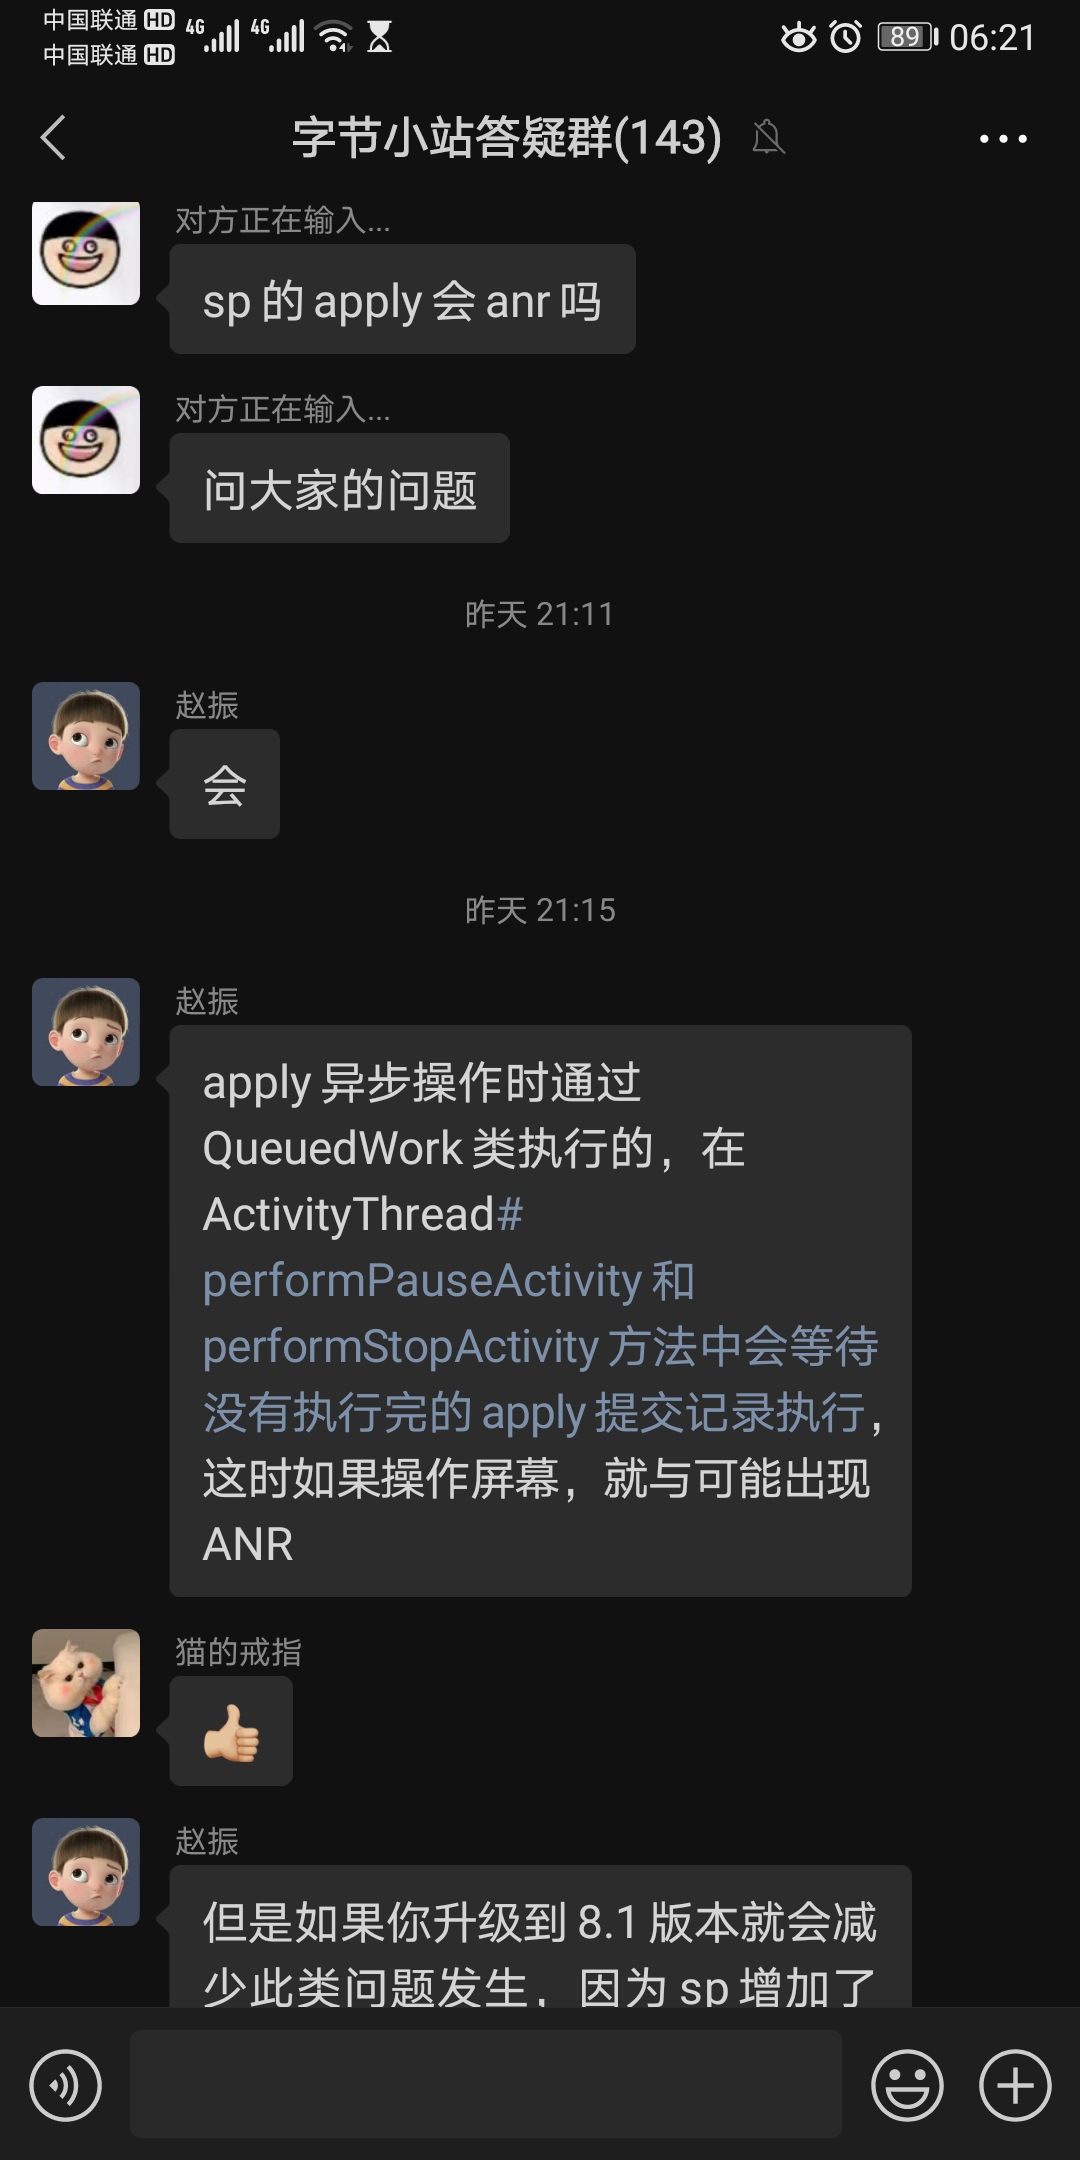 中国联通 HD 4G 4G 89 06:21
中国联通 HD
字节小站答疑群(143)
对方正在输入...
sp 的 apply 会 anr 吗
对方正在输入...
问大家的问题
昨天 21:11
赵振
会
昨天 21:15
赵振
apply 异步操作时通过
QueuedWork 类执行的，在
ActivityThread#
performPauseActivity 和
performStopActivity 方法中会等待
没有执行完的 apply 提交记录执行，
这时如果操作屏幕，就与可能出现
ANR
猫的戒指
👍🏼
赵振
但是如果你升级到 8.1 版本就会减
少此类问题发生，因为 sp 增加了